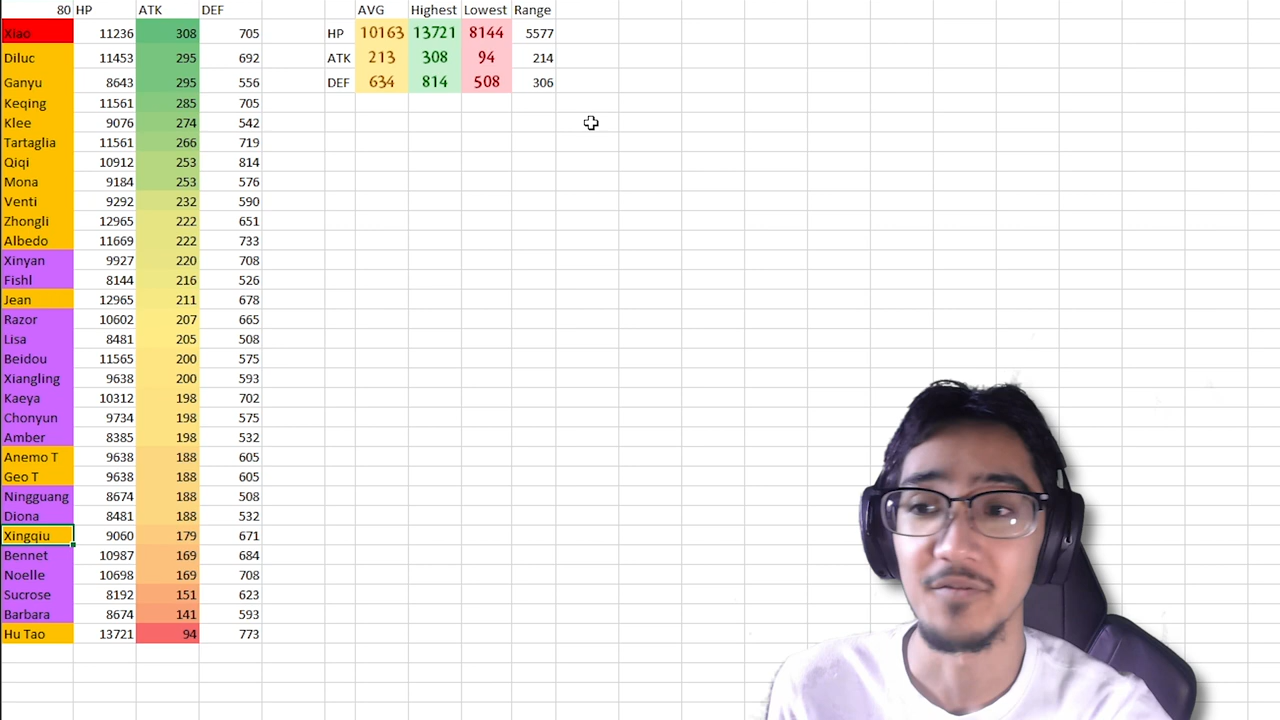 80 HP ATK DEF AVG Highest Lowest Range
Xiao 11236 308 705 HP 10163 13721 8144 5577
Diluc 11453 295 692 ATK 213 308 94 214
Ganyu 8643 295 556 DEF 634 814 508 306
Keqing 11561 285 705
Klee 9076 274 542
Tartaglia 11561 266 719
Qiqi 10912 253 814
Mona 9184 253 576
Venti 9292 232 590
Zhongli 12965 222 651
Albedo 11669 222 733
Xinyan 9927 220 708
Fishl 8144 216 526
Jean 12965 211 678
Razor 10602 207 665
Lisa 8481 205 508
Beidou 11565 200 575
Xiangling 9638 200 593
Kaeya 10312 198 702
Chonyun 9734 198 575
Amber 8385 198 532
Anemo T 9638 188 605
Geo T 9638 188 605
Ningguang 8674 188 508
Diona 8481 188 532
Xingqiu 9060 179 671
Bennet 10987 169 684
Noelle 10698 169 708
Sucrose 8192 151 623
Barbara 8674 141 593
Hu Tao 13721 94 773